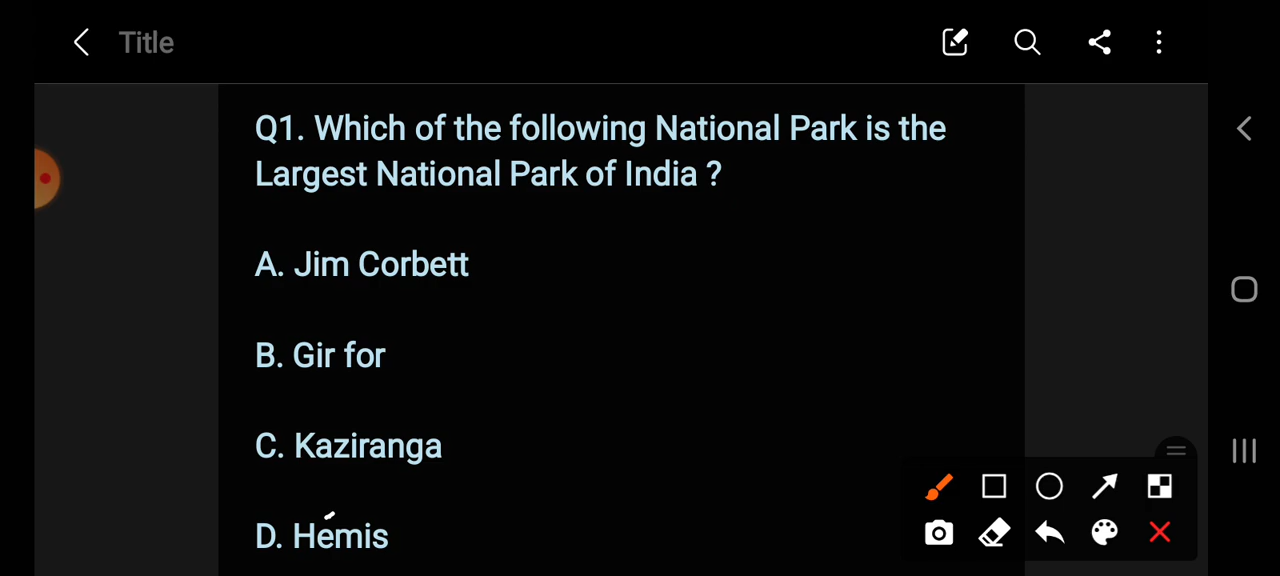 Title
Q1. Which of the following National Park is the
Largest National Park of India ?
A. Jim Corbett
B. Gir for
C. Kaziranga
D. Hemis